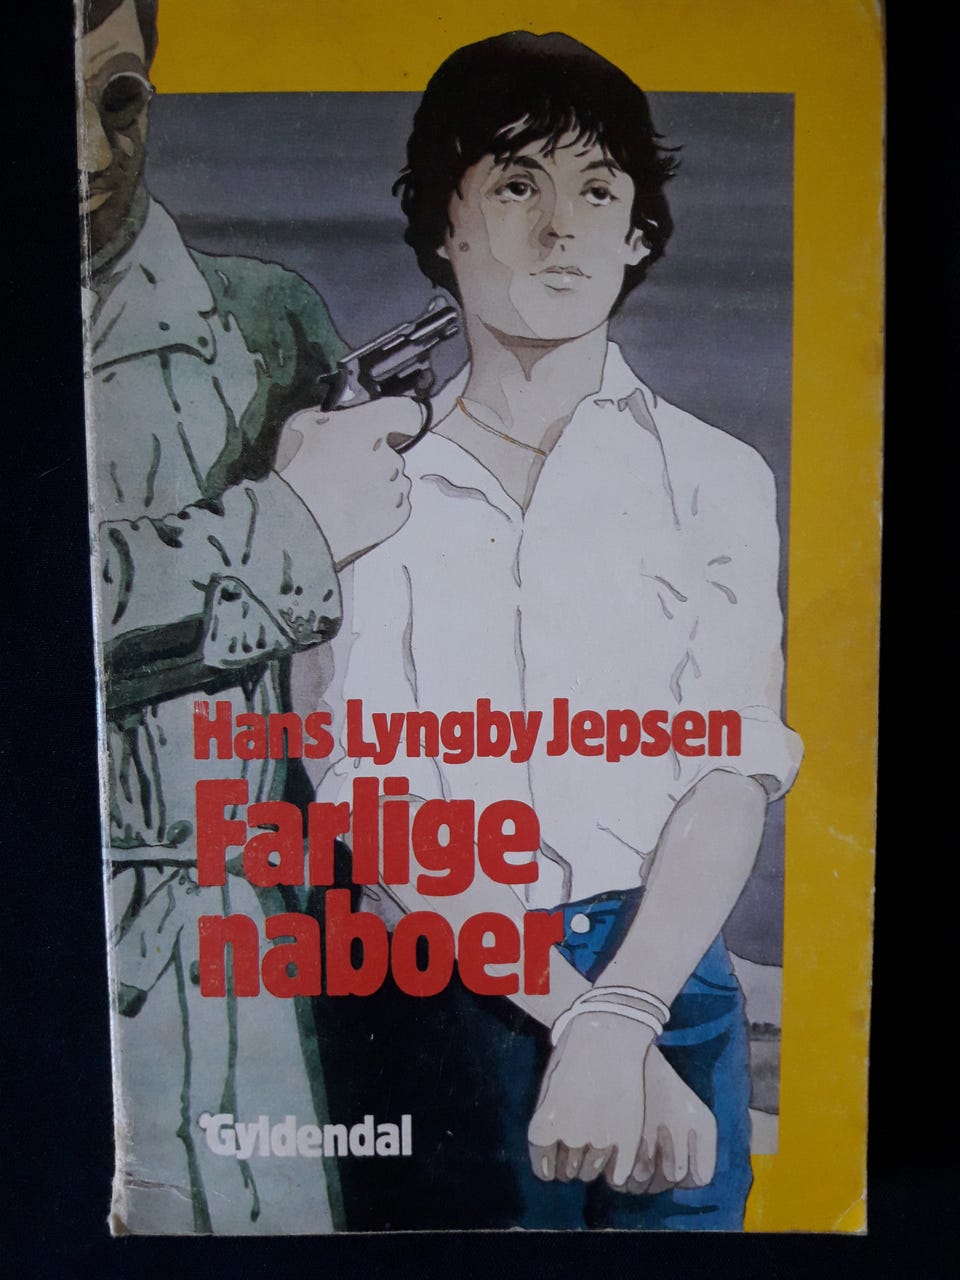 Hans Lyngby Jepsen
Farlige
naboer
Gyldendal